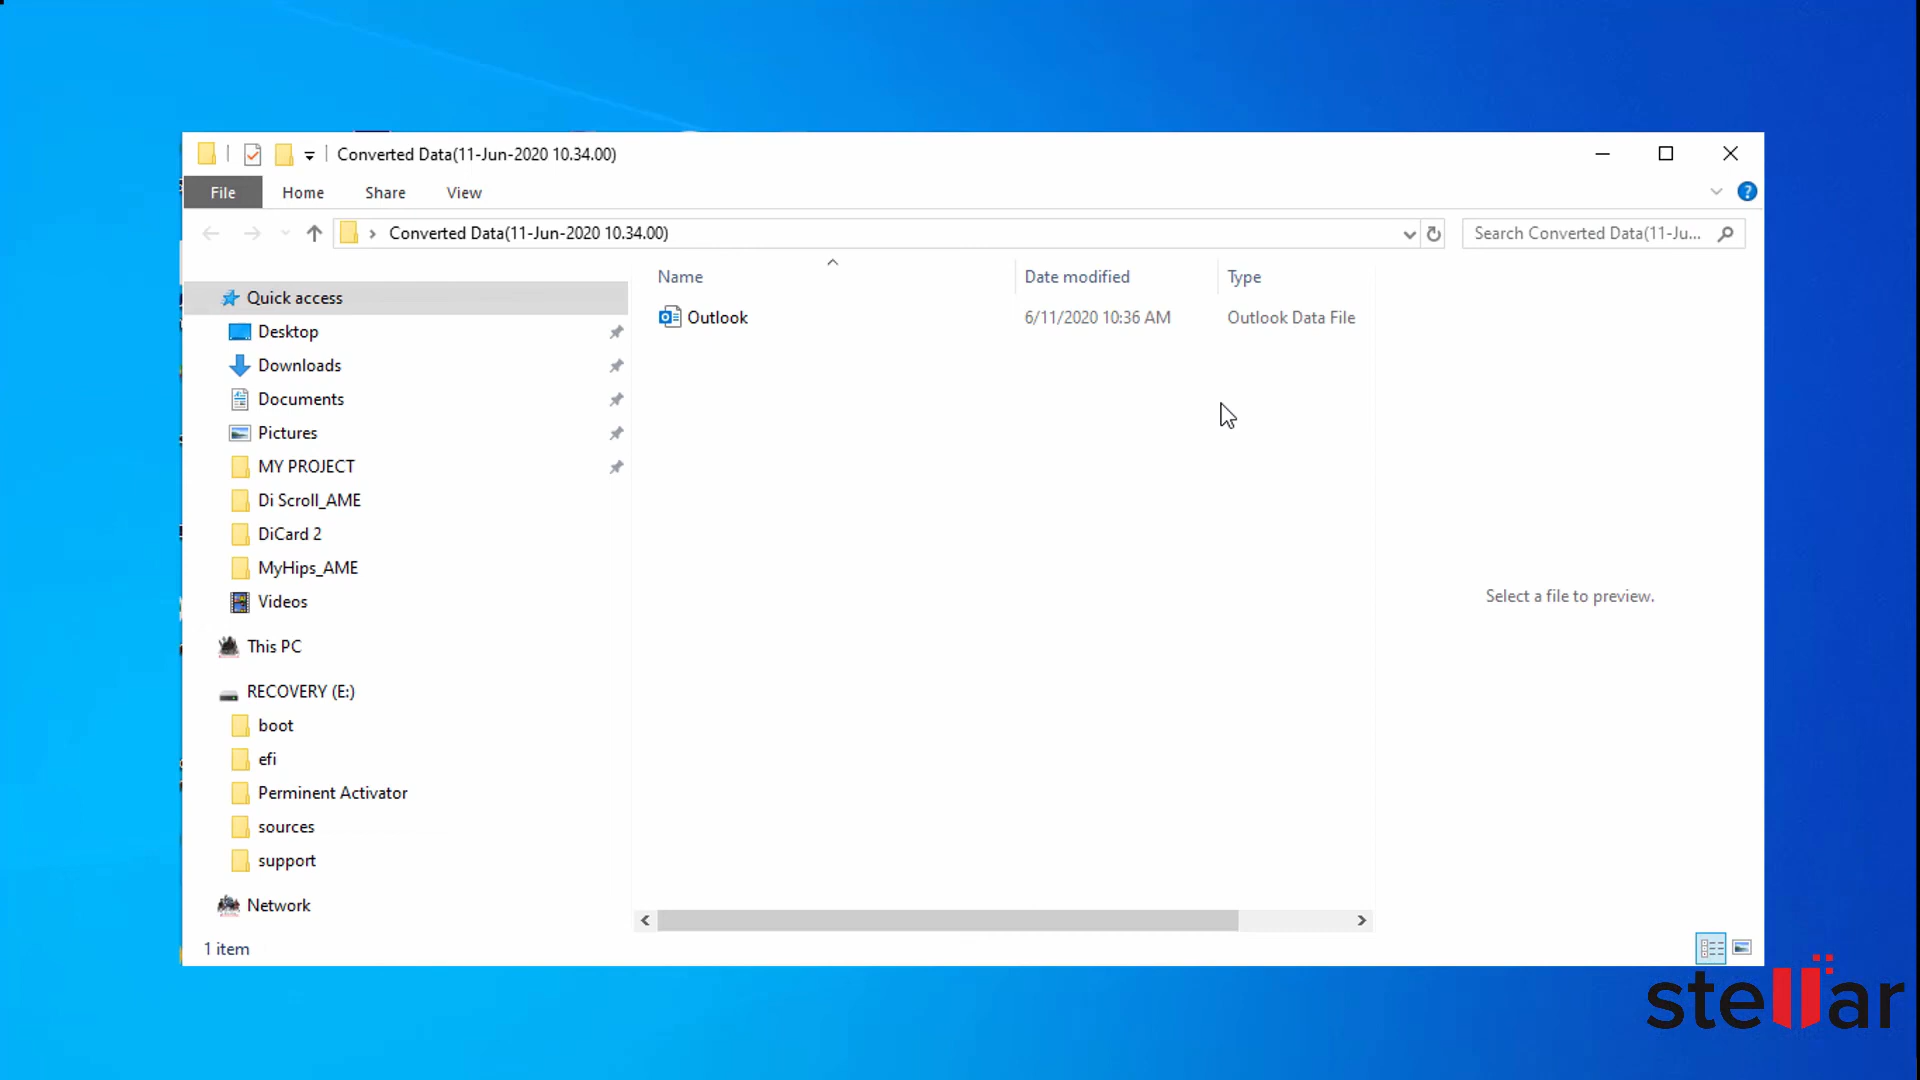 Converted Data(11-Jun-2020 10.34.00)
File Home Share View
?
Converted Data(11-Jun-2020 10.34.00)
Search Converted Data(11-Ju...
Name Date modified Type
Outlook 6/11/2020 10:36 AM Outlook Data File
Quick access
Desktop
Downloads
Documents
Pictures
MY PROJECT
Di Scroll_AME
DiCard 2
MyHips_AME
Videos
This PC
RECOVERY (E:)
boot
efi
Perminent Activator
sources
support
Network
Select a file to preview.
1 item
stellar